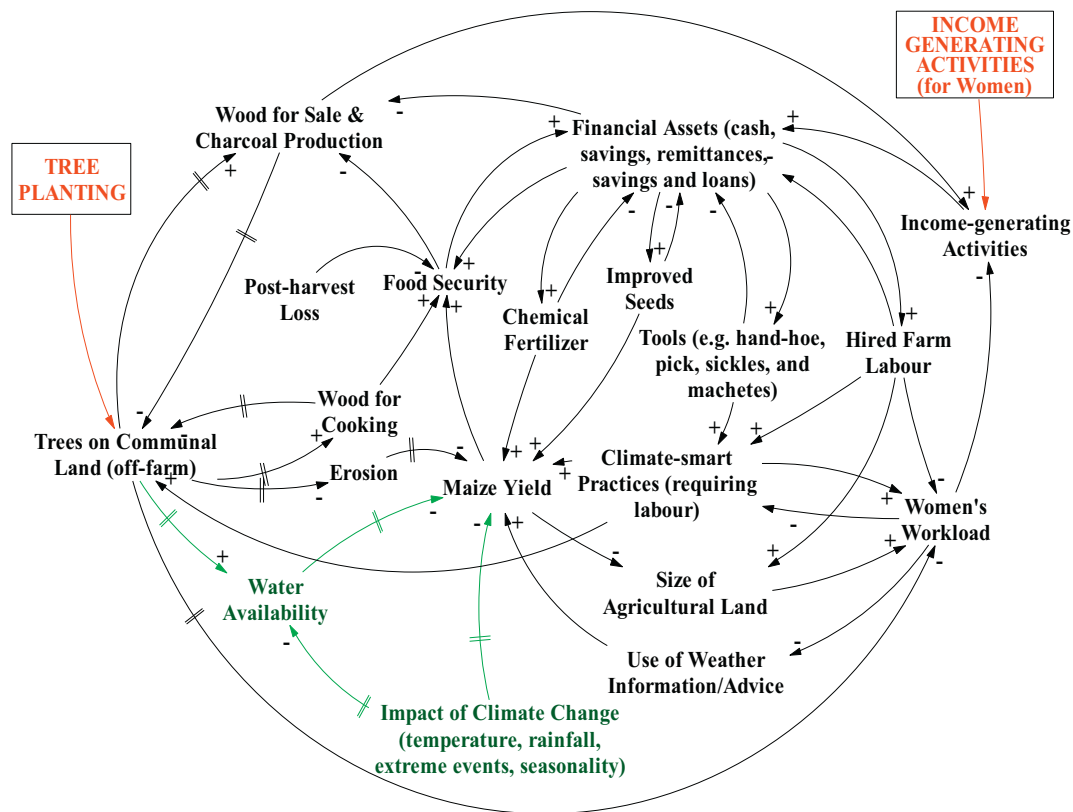 INCOME
GENERATING
ACTIVITIES
(for Women)
Wood for Sale &
Charcoal Production
Financial Assets (cash,
savings, remittances,
savings and loans)
TREE
PLANTING
Income-generating
Activities
Post-harvest
Loss
Food Security
Improved
Seeds
Chemical
Fertilizer
Tools (e.g. hand-hoe,
pick, sickles, and
machetes)
Hired Farm
Labour
Wood for
Cooking
Trees on Communal
Land (off-farm)
Erosion
Maize Yield
Climate-smart
Practices (requiring
labour)
Women's
Workload
Water
Availability
Size of
Agricultural Land
Use of Weather
Information/Advice
Impact of Climate Change
(temperature, rainfall,
extreme events, seasonality)